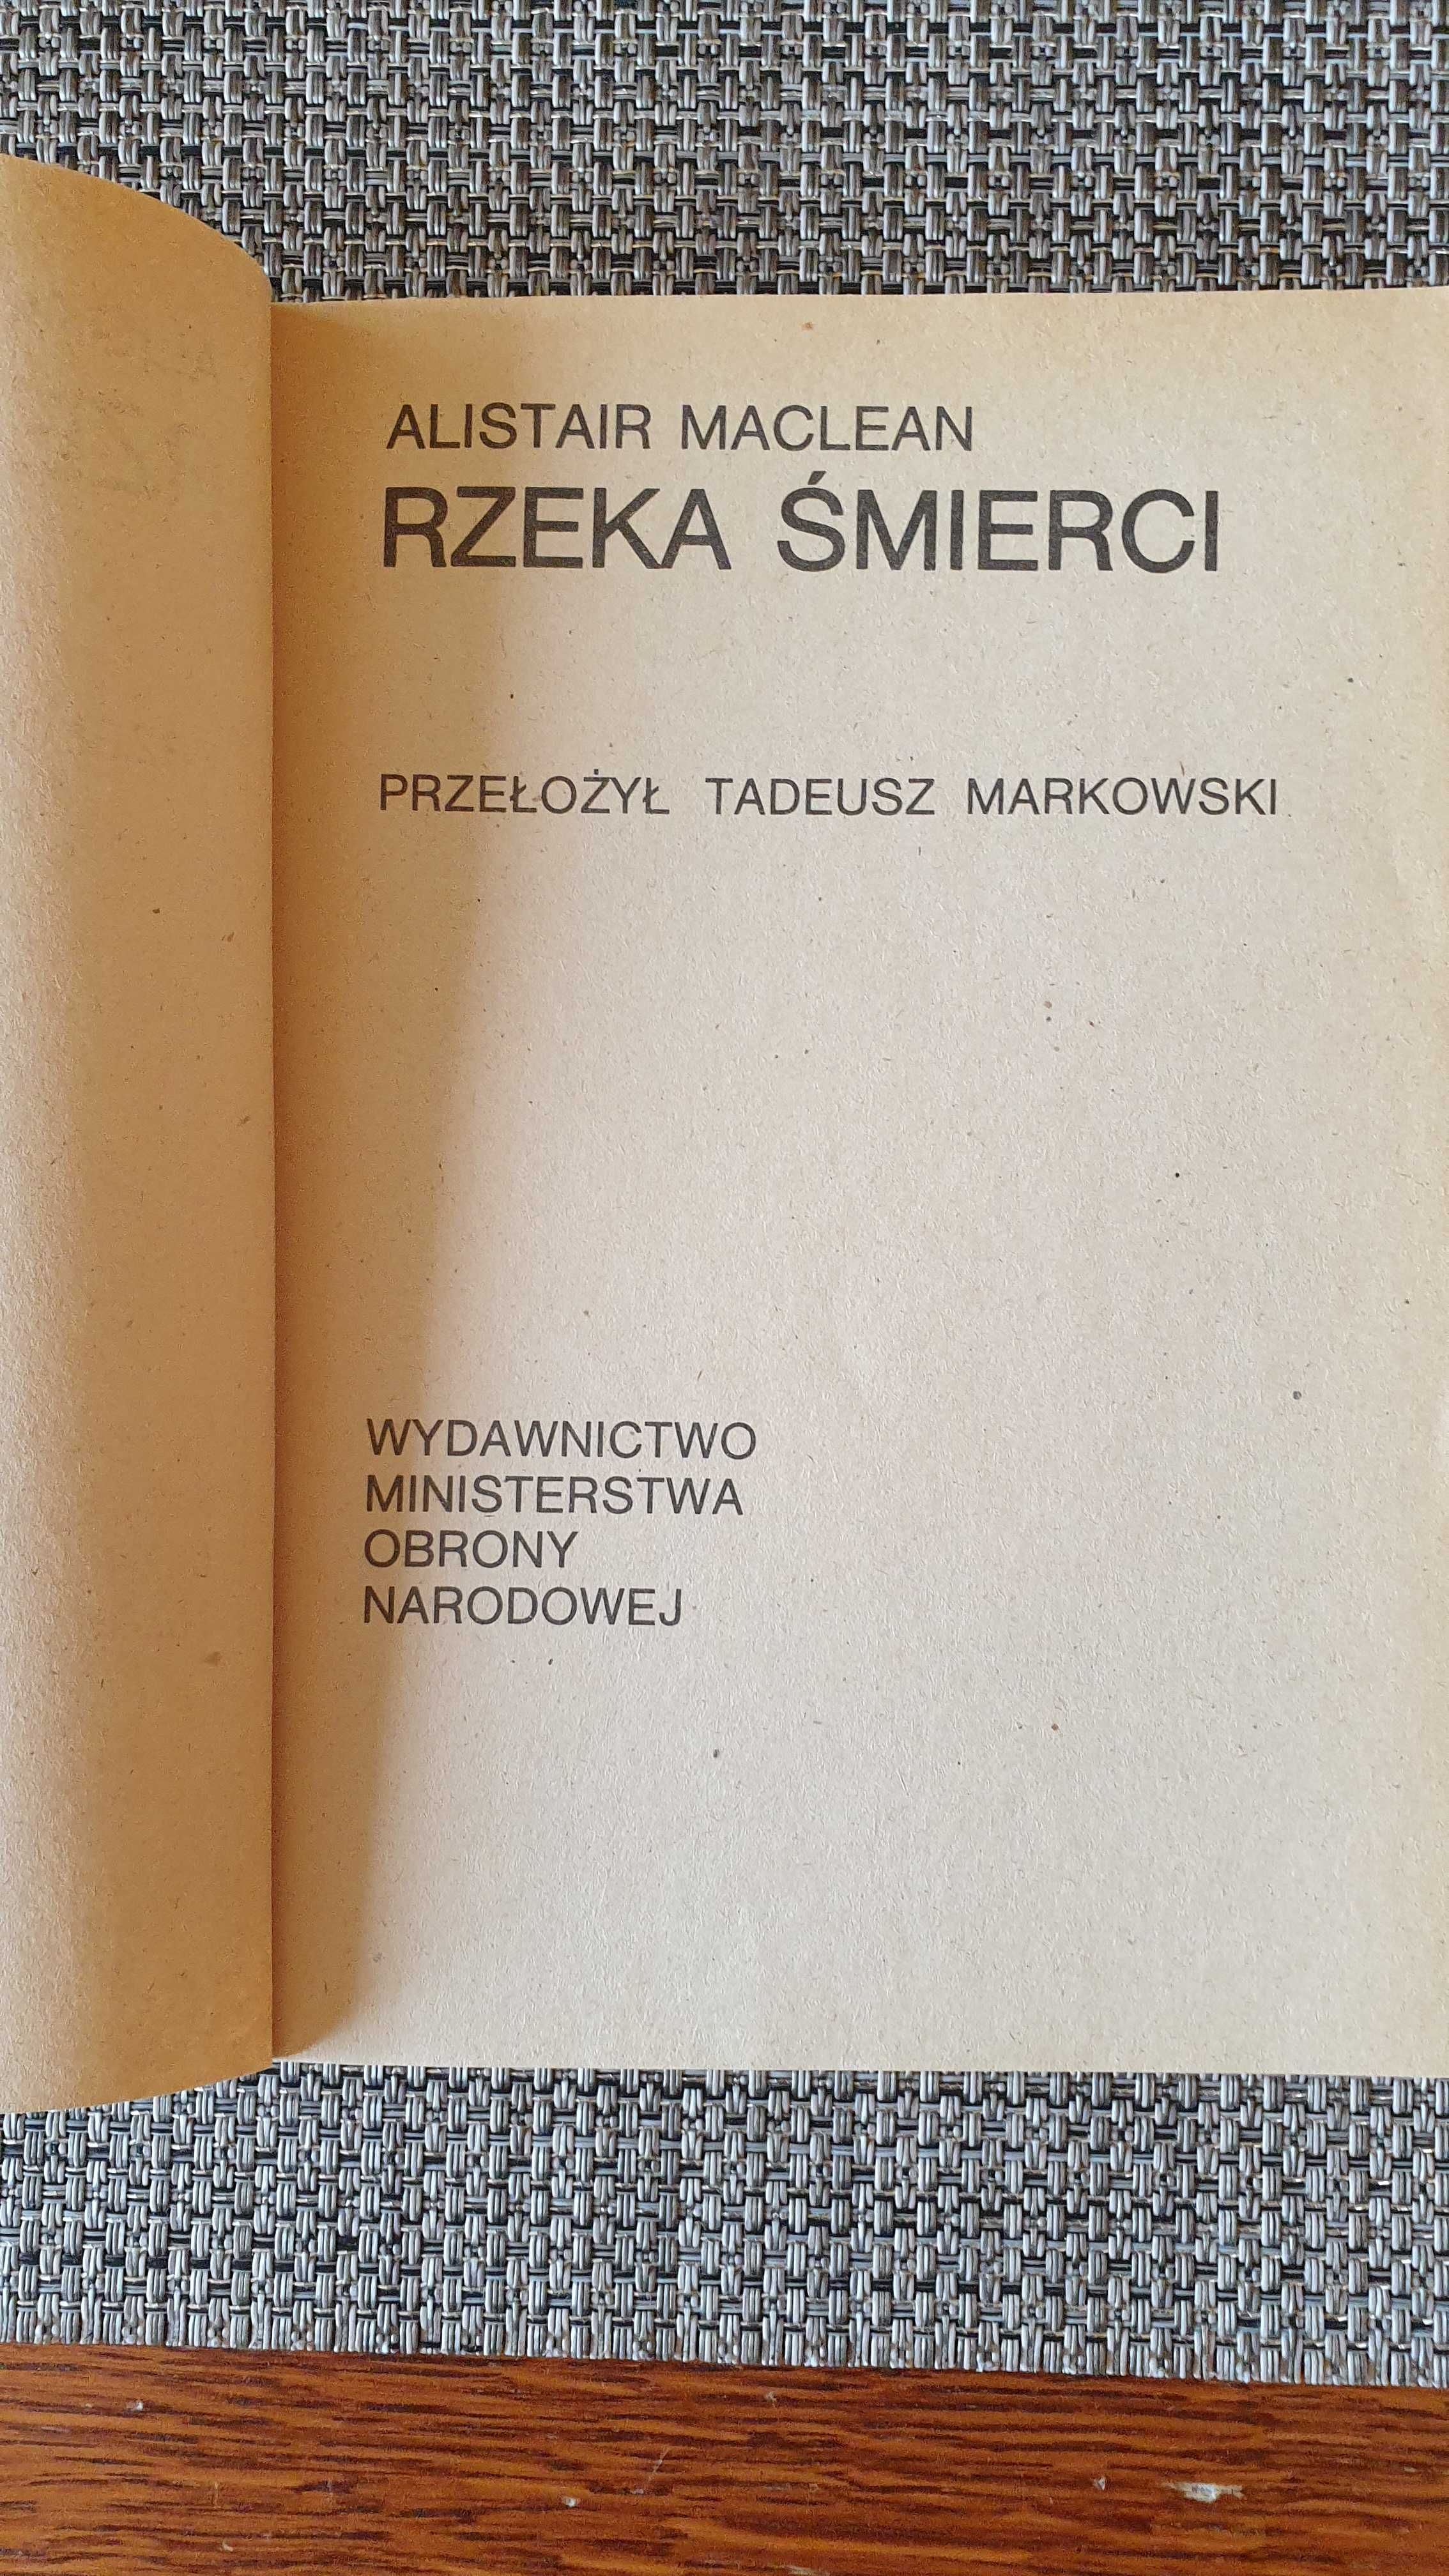 ALISTAIR MACLEAN
RZEKA ŚMIERCI
PRZEŁOŻYŁ TADEUSZ MARKOWSKI
WYDAWNICTWO
MINISTERSTWA
OBRONY
NARODOWEJ